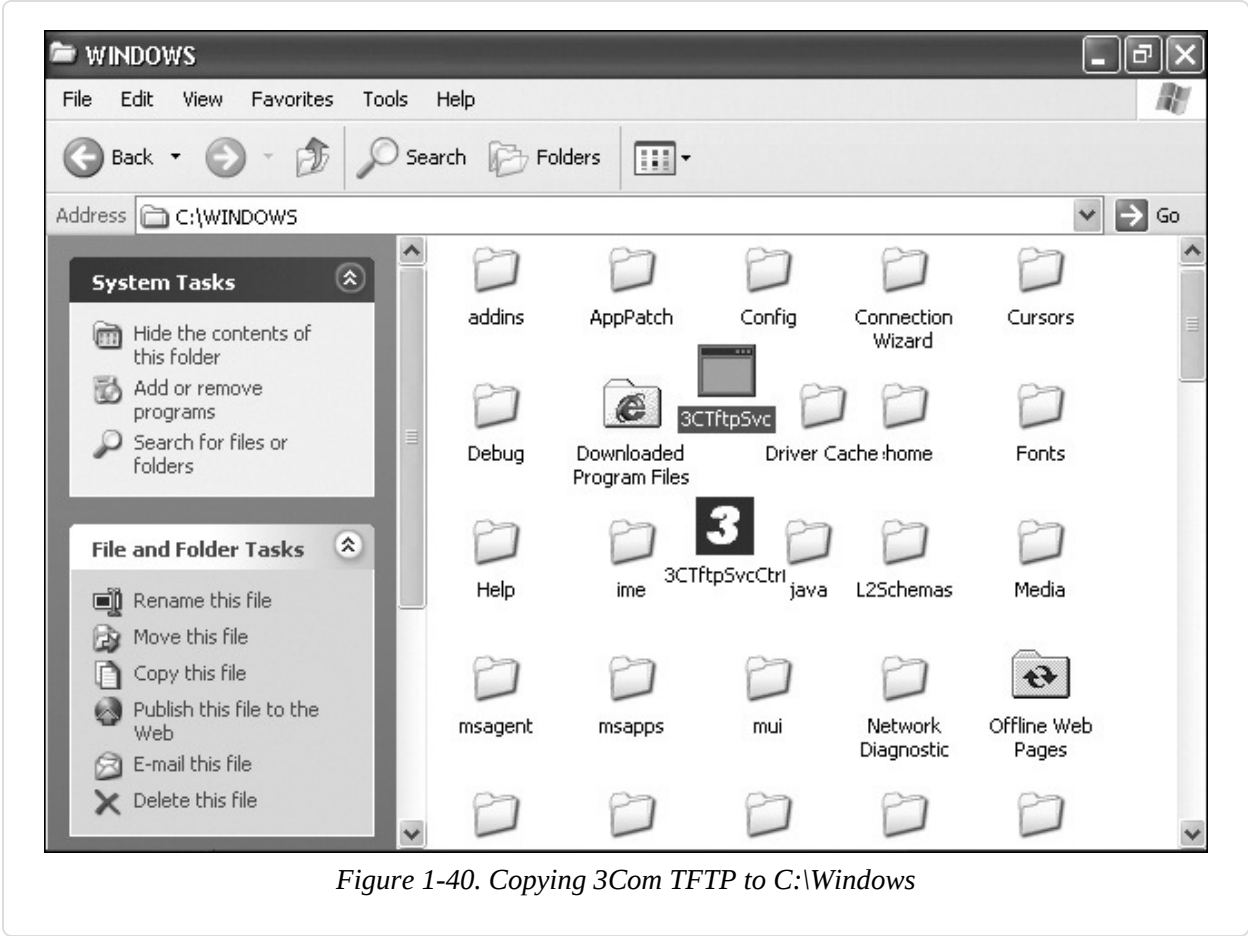 WINDOWS
File Edit View Favorites Tools Help
Back Search Folders
Address C:\WINDOWS Go
System Tasks
Hide the contents of
this folder
Add or remove
programs
Search for files or
folders
File and Folder Tasks
Rename this file
Move this file
Copy this file
Publish this file to the
Web
E-mail this file
Delete this file
addins AppPatch Config Connection Cursors
Wizard
3CTftpSvc
Debug Downloaded Driver Cache home Fonts
Program Files
3
3CTftpSvcCtrl
Help ime java L2Schemas Media
msagent msapps mui Network Offline Web
Diagnostic Pages
Figure 1-40. Copying 3Com TFTP to C:\Windows